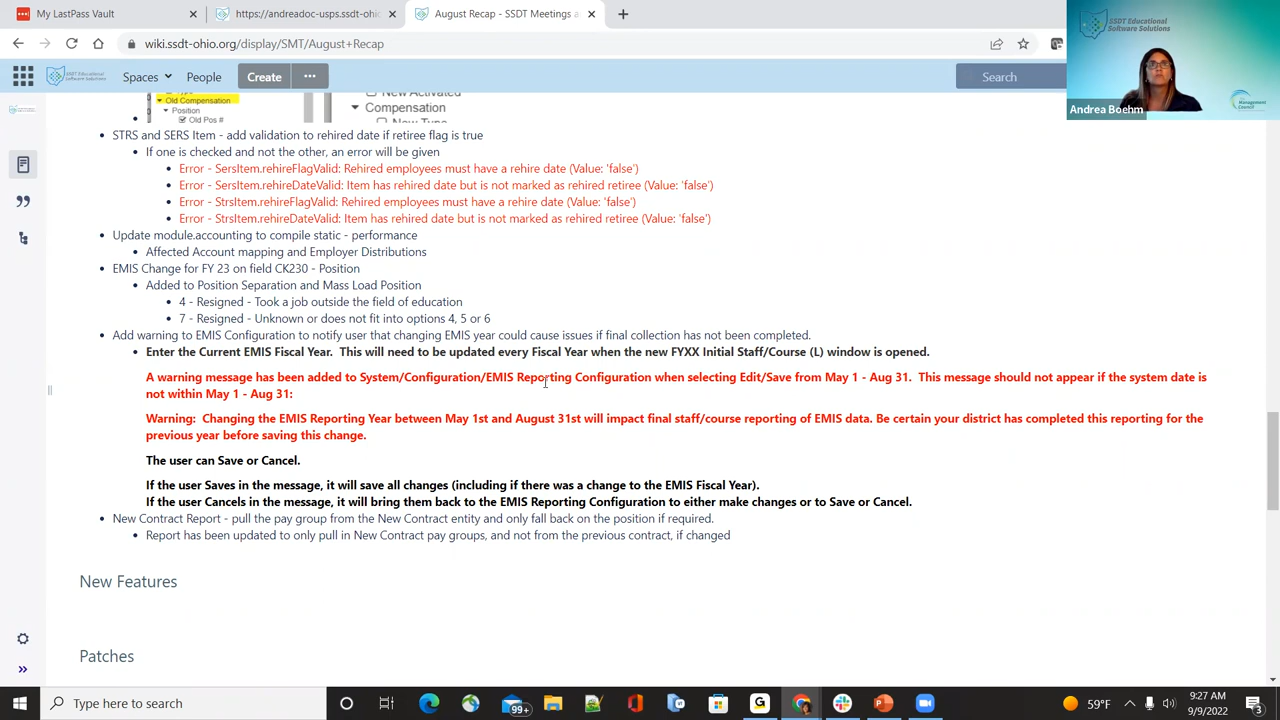 My LastPass Vault
https://andreadoc-usps.ssdt-ohio
August Recap - SSDT Meetings a
wiki.ssdt-ohio.org/display/SMT/August+Recap
SSDT Educational
Software Solutions
Spaces
People
Create
Search
SSDT Educational
Software Solutions
Management
Council
Andrea Boehm
Old Compensation
Position
Old Pos #
New Activated
Compensation
New Type
STRS and SERS Item - add validation to rehired date if retiree flag is true
If one is checked and not the other, an error will be given
Error - SersItem.rehireFlagValid: Rehired employees must have a rehire date (Value: 'false')
Error - SersItem.rehireDateValid: Item has rehired date but is not marked as rehired retiree (Value: 'false')
Error - StrsItem.rehireFlagValid: Rehired employees must have a rehire date (Value: 'false')
Error - StrsItem.rehireDateValid: Item has rehired date but is not marked as rehired retiree (Value: 'false')
Update module.accounting to compile static - performance
Affected Account mapping and Employer Distributions
EMIS Change for FY 23 on field CK230 - Position
Added to Position Separation and Mass Load Position
4 - Resigned - Took a job outside the field of education
7 - Resigned - Unknown or does not fit into options 4, 5 or 6
Add warning to EMIS Configuration to notify user that changing EMIS year could cause issues if final collection has not been completed.
Enter the Current EMIS Fiscal Year.  This will need to be updated every Fiscal Year when the new FYXX Initial Staff/Course (L) window is opened.
A warning message has been added to System/Configuration/EMIS Reporting Configuration when selecting Edit/Save from May 1 - Aug 31.  This message should not appear if the system date is
not within May 1 - Aug 31:
Warning:  Changing the EMIS Reporting Year between May 1st and August 31st will impact final staff/course reporting of EMIS data. Be certain your district has completed this reporting for the
previous year before saving this change.
The user can Save or Cancel.
If the user Saves in the message, it will save all changes (including if there was a change to the EMIS Fiscal Year).
If the user Cancels in the message, it will bring them back to the EMIS Reporting Configuration to either make changes or to Save or Cancel.
New Contract Report - pull the pay group from the New Contract entity and only fall back on the position if required.
Report has been updated to only pull in New Contract pay groups, and not from the previous contract, if changed
New Features
Patches
Type here to search
99+
59°F
9:27 AM
9/9/2022
3